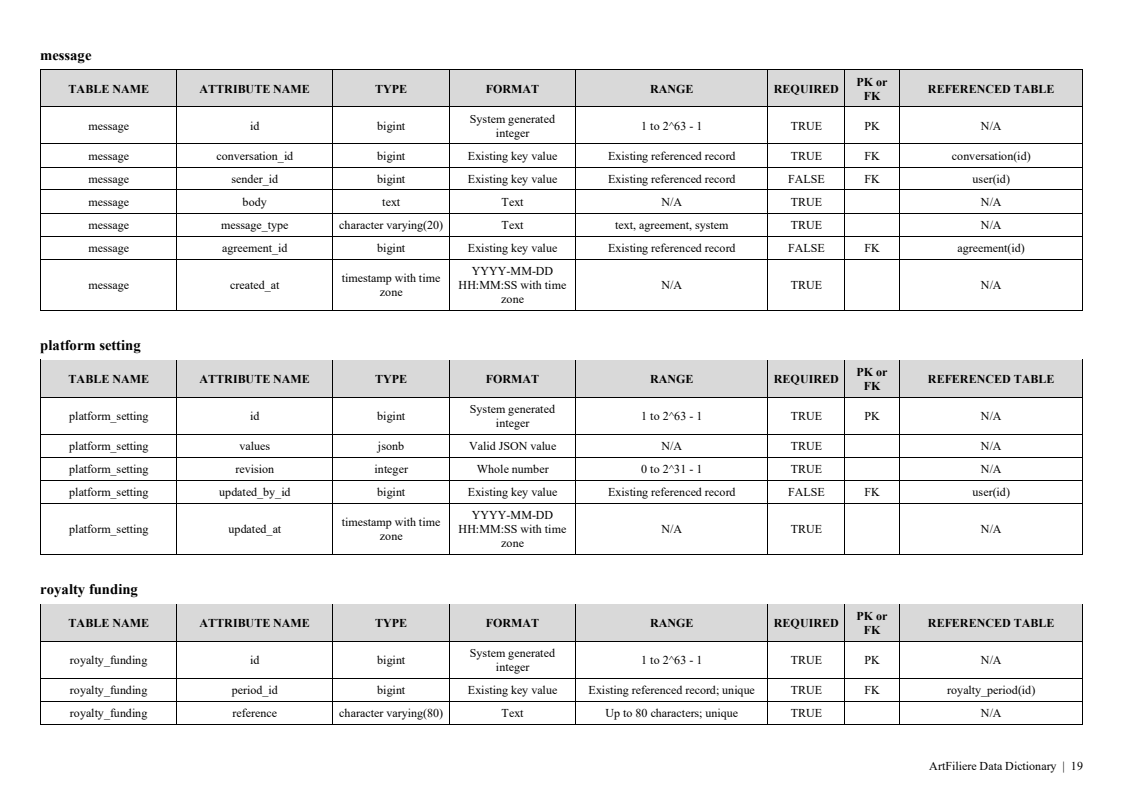 message
TABLE NAME ATTRIBUTE NAME TYPE FORMAT RANGE REQUIRED PK or FK REFERENCED TABLE
message id bigint System generated integer 1 to 2^63 - 1 TRUE PK N/A
message conversation_id bigint Existing key value Existing referenced record TRUE FK conversation(id)
message sender_id bigint Existing key value Existing referenced record FALSE FK user(id)
message body text Text N/A TRUE N/A
message message_type character varying(20) Text text, agreement, system TRUE N/A
message agreement_id bigint Existing key value Existing referenced record FALSE FK agreement(id)
message created_at timestamp with time zone YYYY-MM-DD HH:MM:SS with time zone N/A TRUE N/A
platform setting
TABLE NAME ATTRIBUTE NAME TYPE FORMAT RANGE REQUIRED PK or FK REFERENCED TABLE
platform_setting id bigint System generated integer 1 to 2^63 - 1 TRUE PK N/A
platform_setting values jsonb Valid JSON value N/A TRUE N/A
platform_setting revision integer Whole number 0 to 2^31 - 1 TRUE N/A
platform_setting updated_by_id bigint Existing key value Existing referenced record FALSE FK user(id)
platform_setting updated_at timestamp with time zone YYYY-MM-DD HH:MM:SS with time zone N/A TRUE N/A
royalty funding
TABLE NAME ATTRIBUTE NAME TYPE FORMAT RANGE REQUIRED PK or FK REFERENCED TABLE
royalty_funding id bigint System generated integer 1 to 2^63 - 1 TRUE PK N/A
royalty_funding period_id bigint Existing key value Existing referenced record; unique TRUE FK royalty_period(id)
royalty_funding reference character varying(80) Text Up to 80 characters; unique TRUE N/A
ArtFiliere Data Dictionary | 19